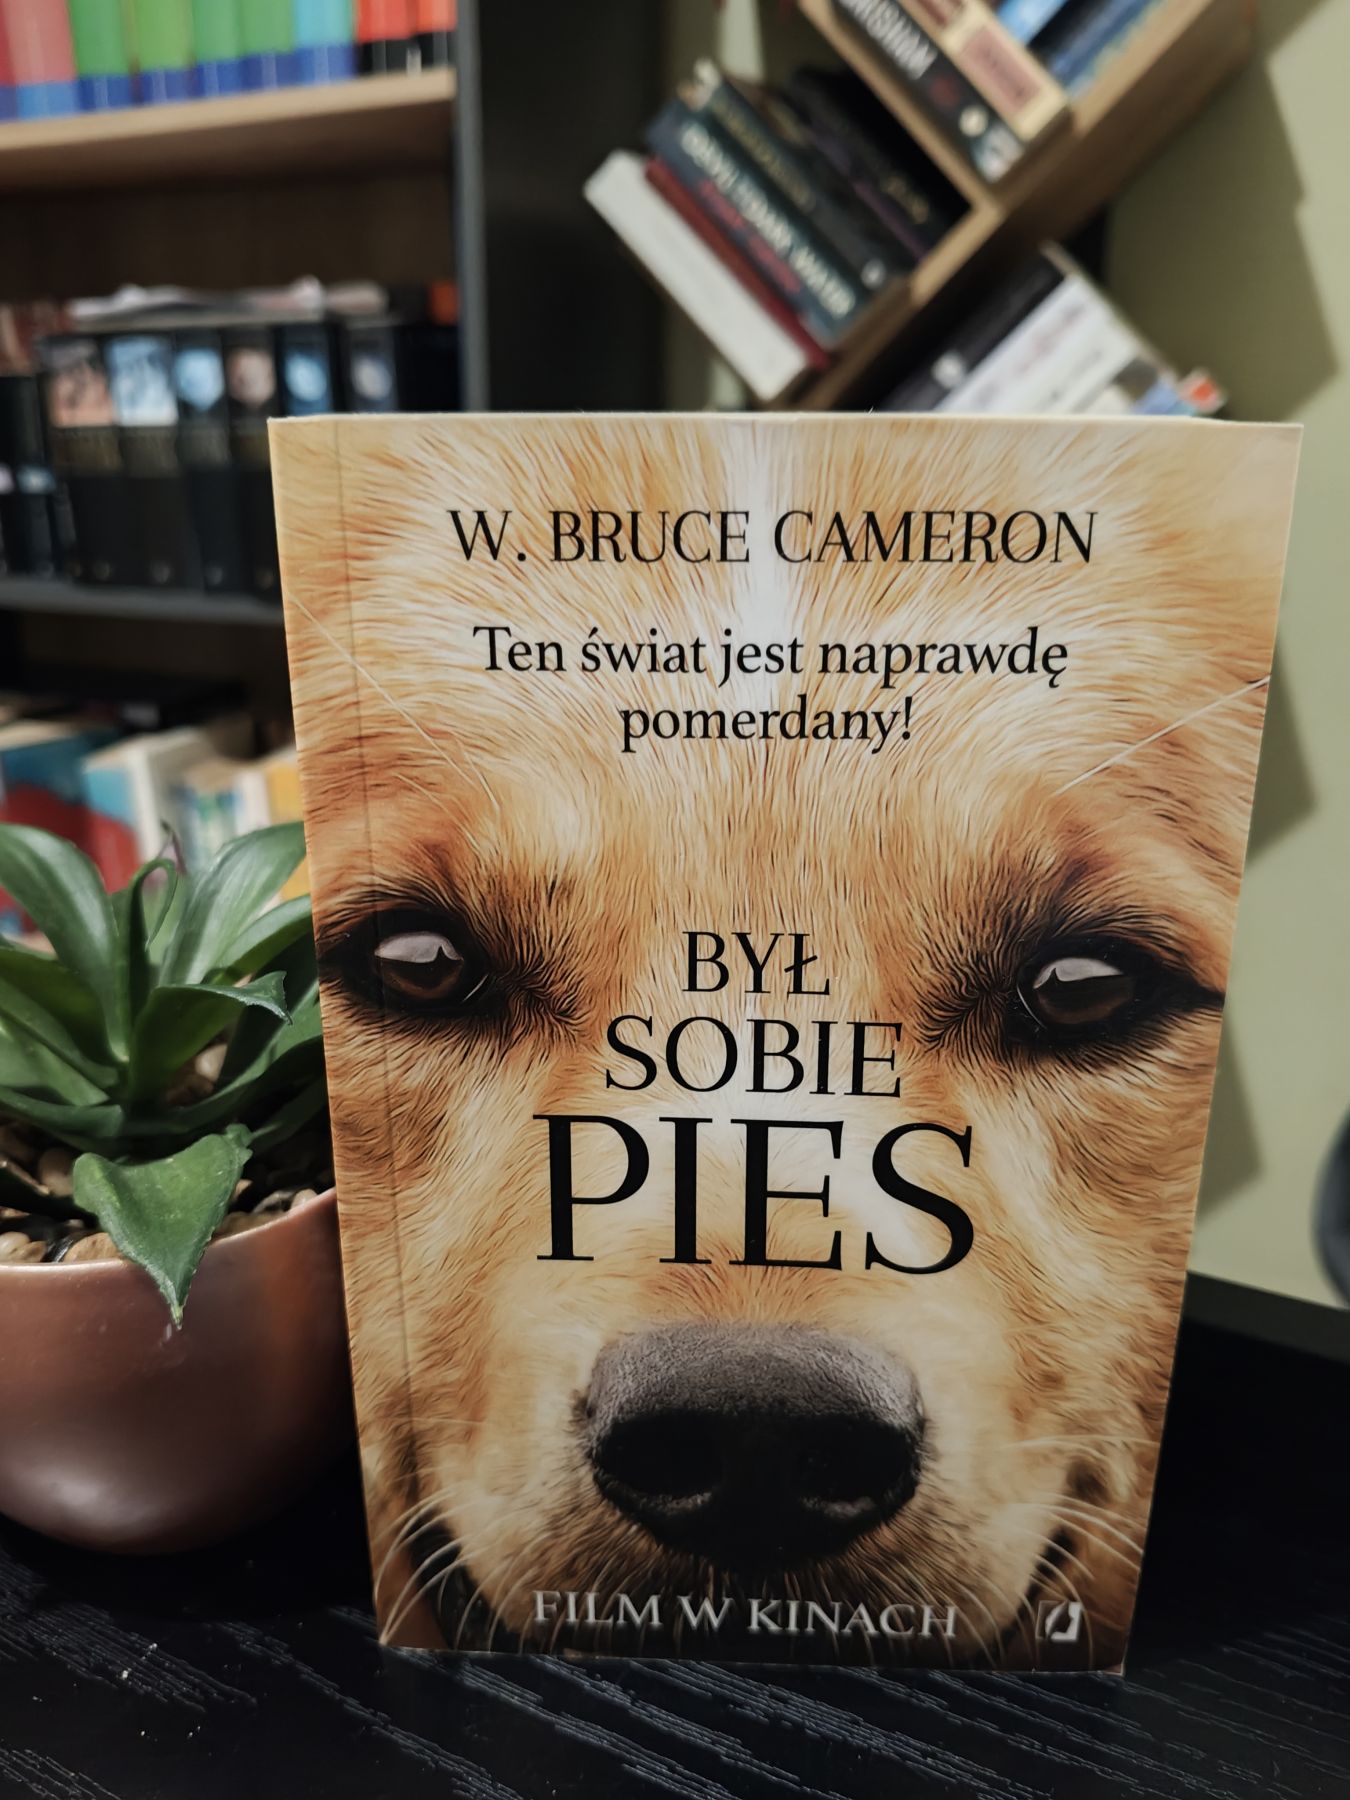 W. BRUCE CAMERON
Ten świat jest naprawdę
pomerdany!
BYŁ
SOBIE
PIES
FILM W KINACH